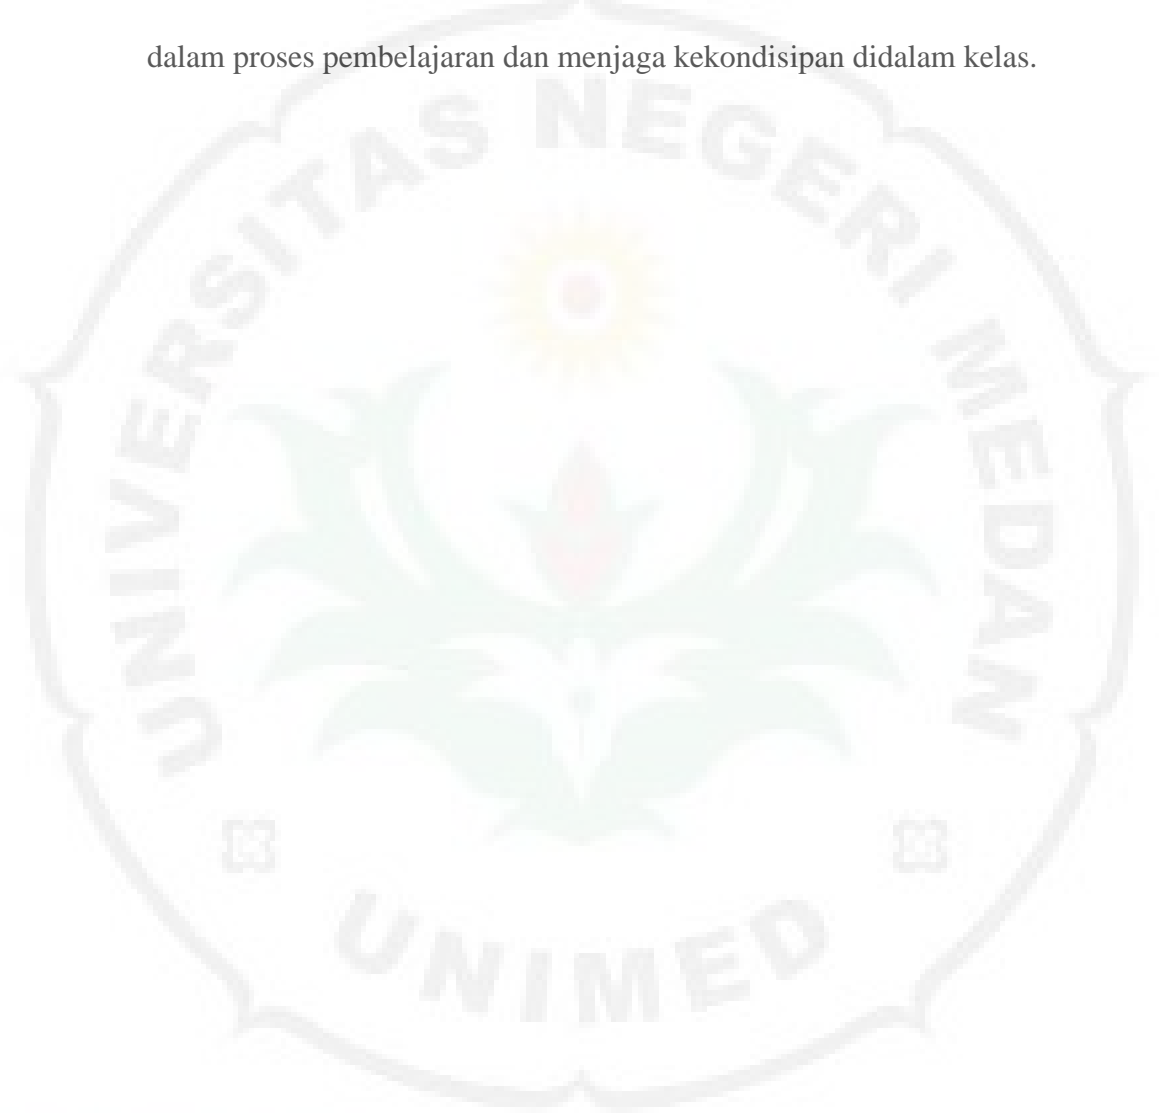 dalam proses pembelajaran dan menjaga kekondisipan didalam kelas.
UNIVERSITAS NEGERI MEDAN
UNIMED